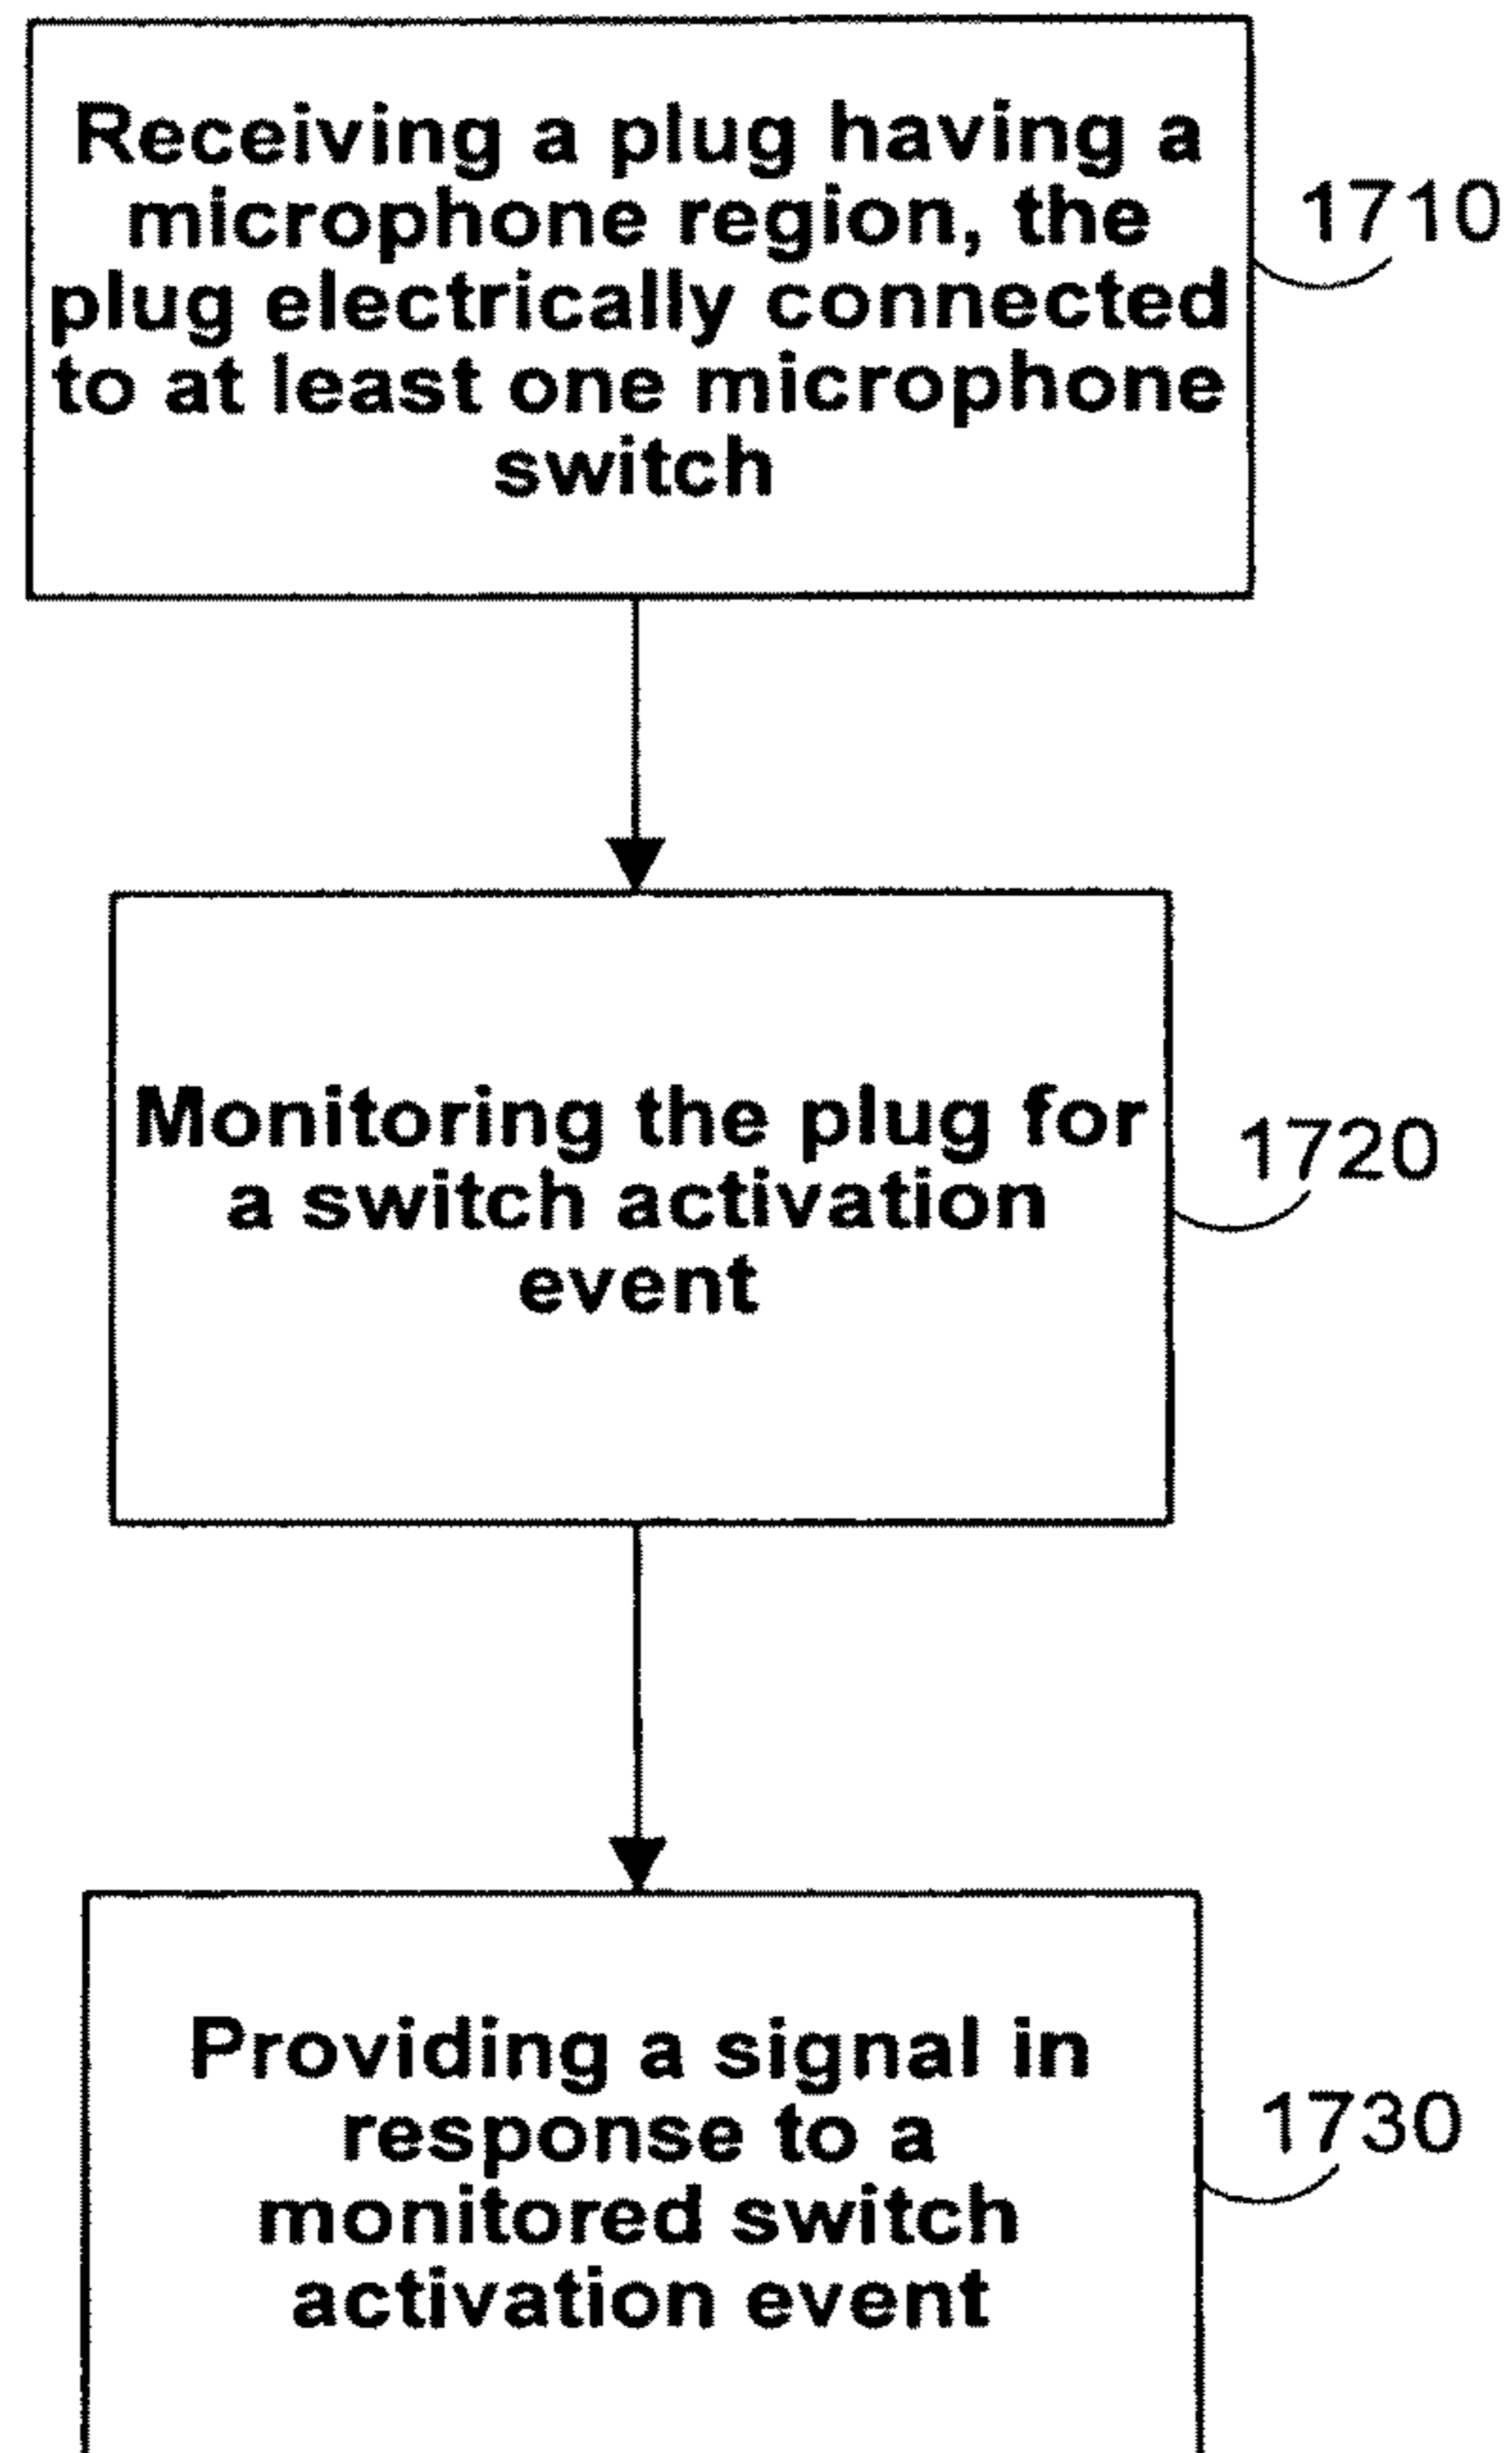 Receiving a plug having a
microphone region, the
plug electrically connected
to at least one microphone
switch
1710
Monitoring the plug for
a switch activation
event
1720
Providing a signal in
response to a
monitored switch
activation event
1730